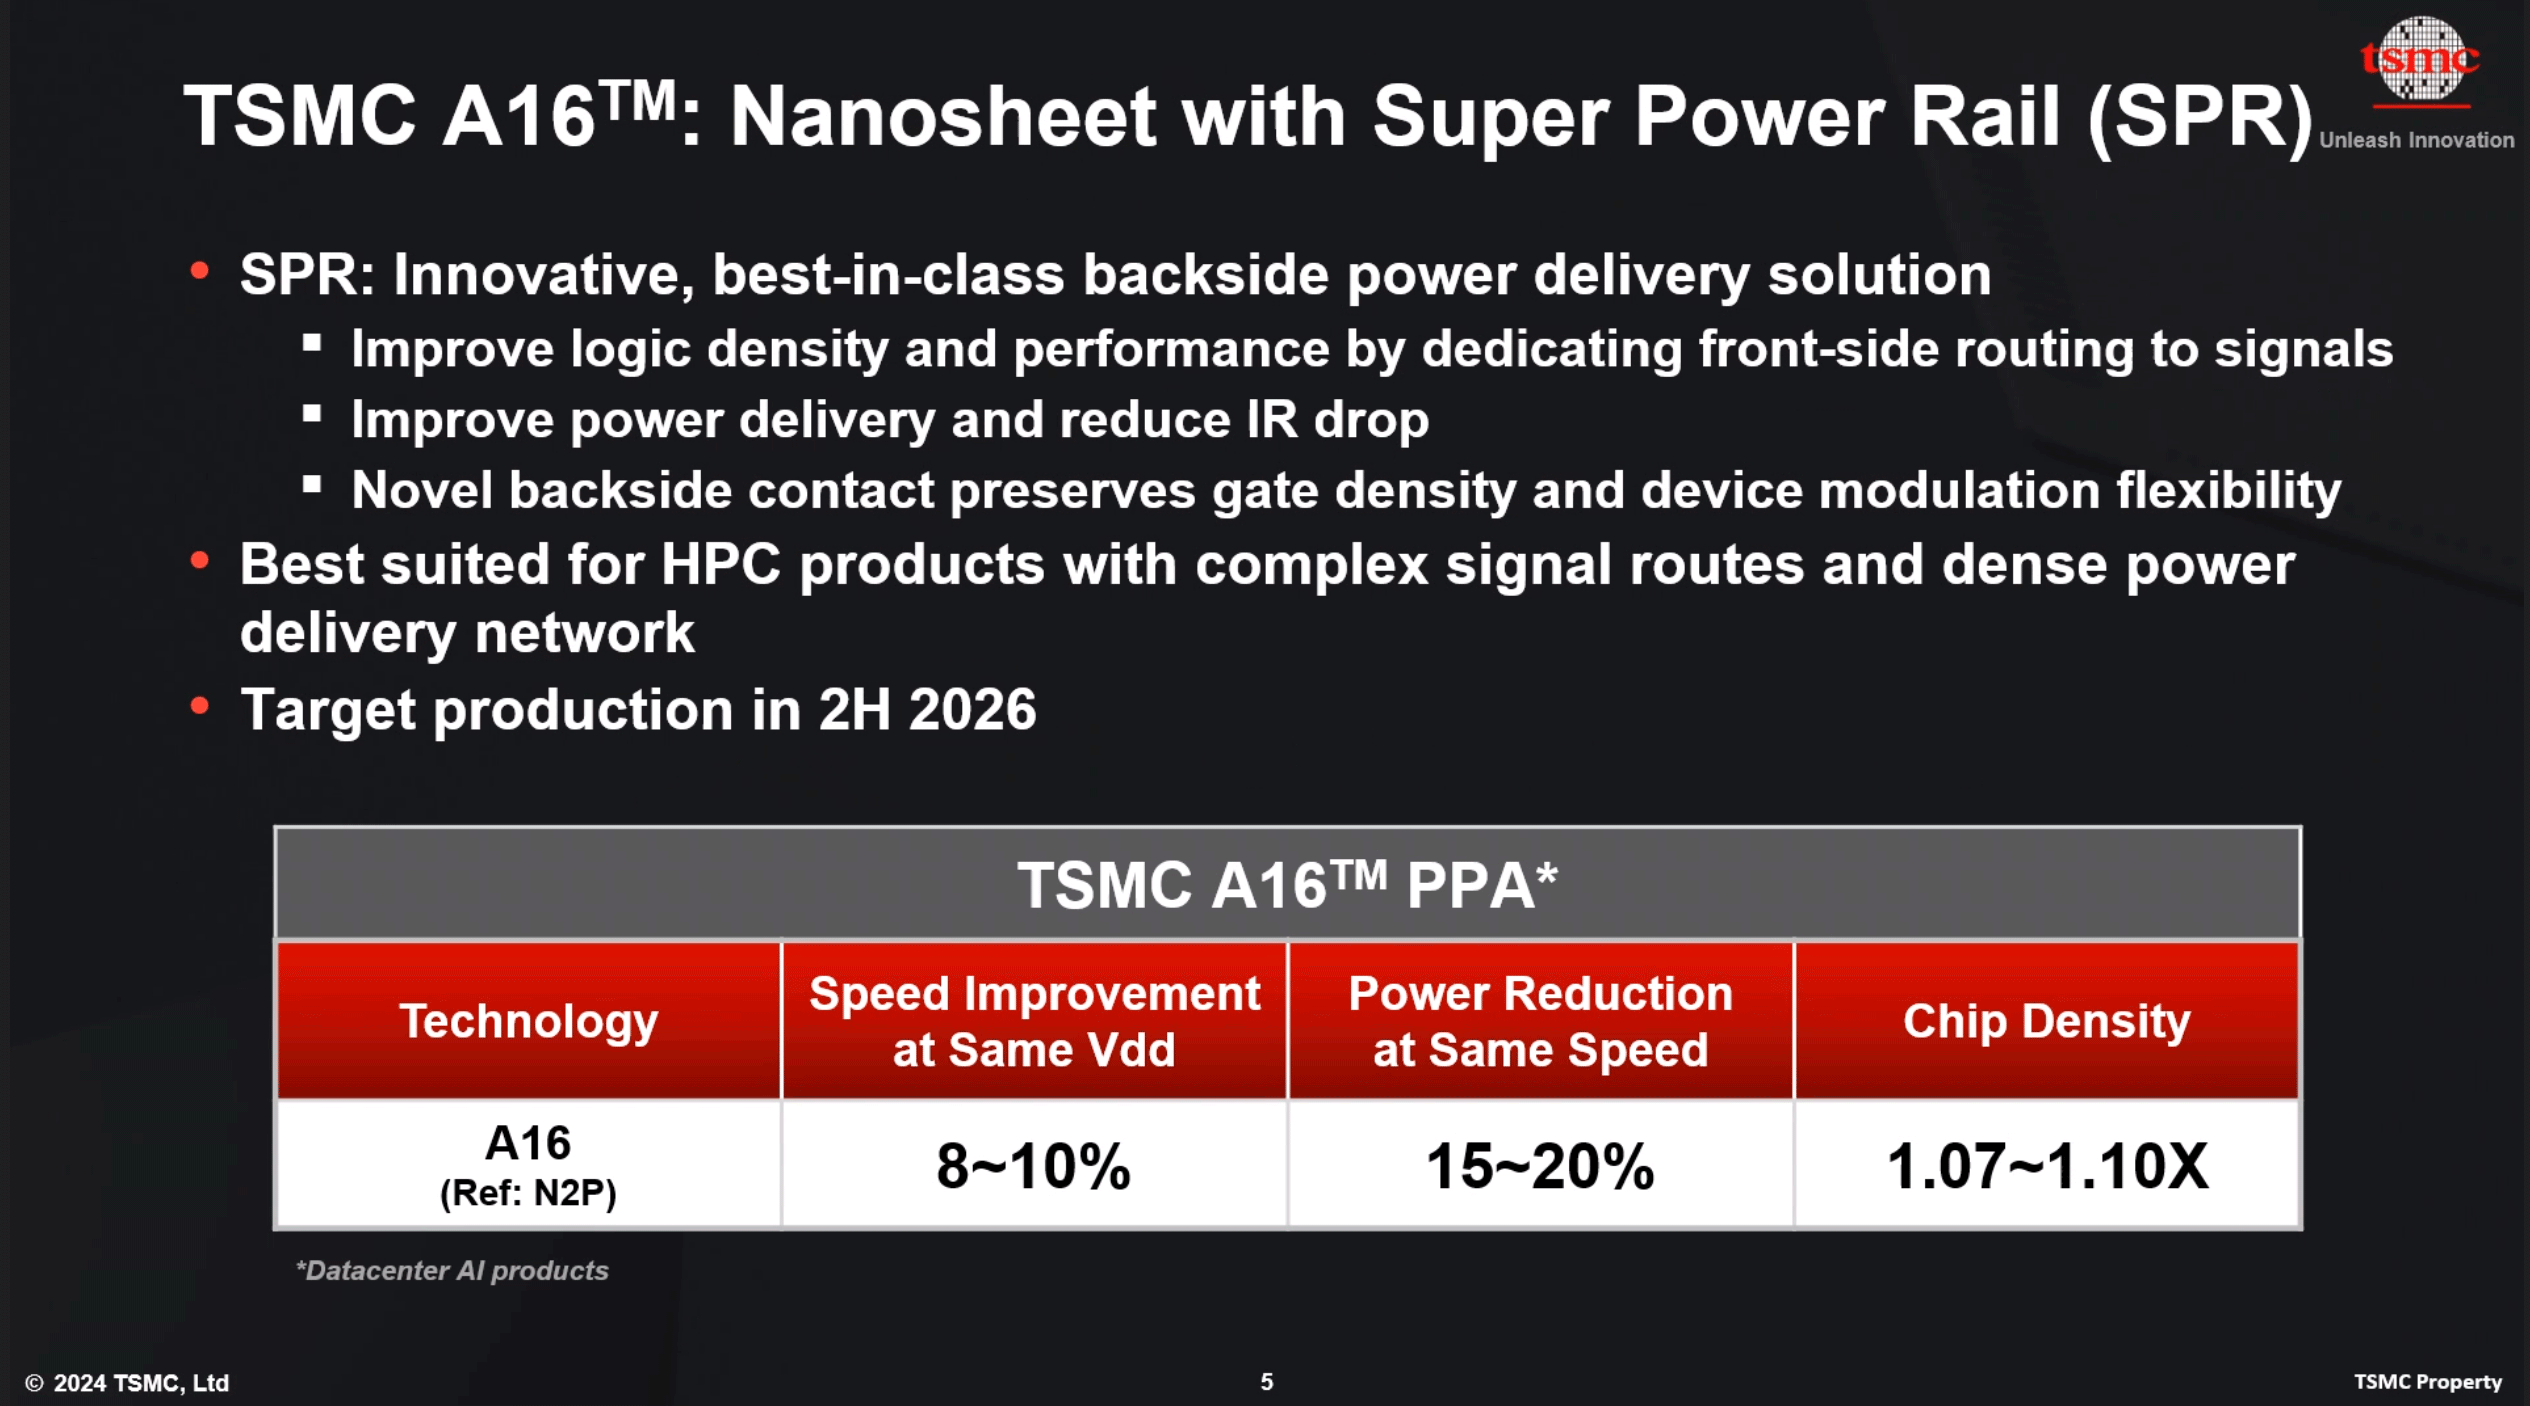 tsmc
TSMC A16™: Nanosheet with Super Power Rail (SPR)
Unleash Innovation
• SPR: Innovative, best-in-class backside power delivery solution
▪ Improve logic density and performance by dedicating front-side routing to signals
▪ Improve power delivery and reduce IR drop
▪ Novel backside contact preserves gate density and device modulation flexibility
• Best suited for HPC products with complex signal routes and dense power
delivery network
• Target production in 2H 2026
TSMC A16™ PPA*
Technology
Speed Improvement
at Same Vdd
Power Reduction
at Same Speed
Chip Density
A16
(Ref: N2P)
8~10%
15~20%
1.07~1.10X
*Datacenter AI products
© 2024 TSMC, Ltd
5
TSMC Property